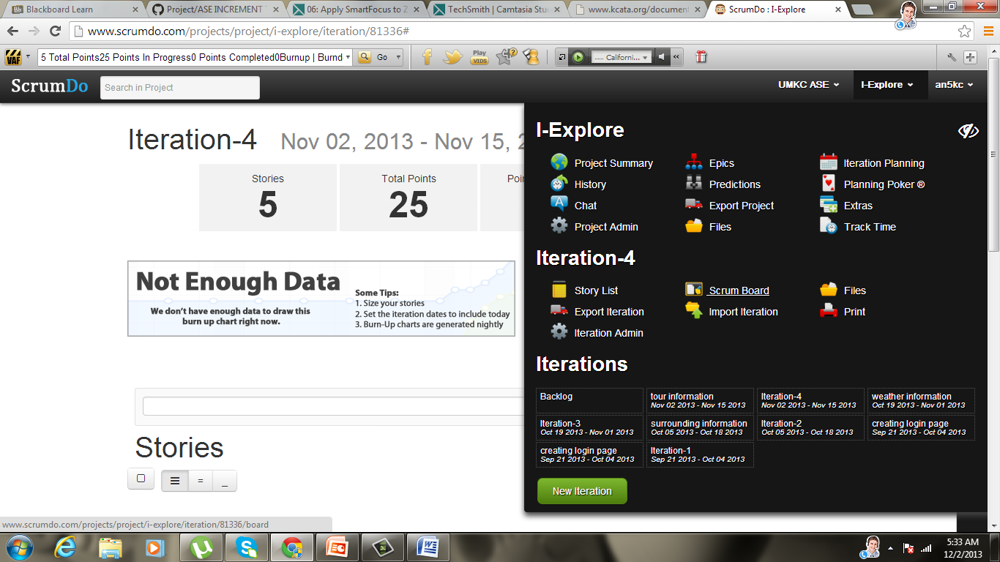 Blackboard Learn
Project/ASE INCREMENT
06: Apply SmartFocus to Z
TechSmith | Camtasia Stu
www.kcata.org/document
ScrumDo : I-Explore
www.scrumdo.com/projects/project/i-explore/iteration/81336#
VAF
5 Total Points25 Points In Progress0 Points Completed0Burnup | Burnd
Go
Play
VIDS
..... Californi...
ScrumDo
Search in Project
UMKC ASE
I-Explore
an5kc
Iteration-4 Nov 02, 2013 - Nov 15, 2
Stories
5
Total Points
25
Poi
Not Enough Data
We don't have enough data to draw this
burn up chart right now.
Some Tips:
1. Size your stories
2. Set the iteration dates to include today
3. Burn-Up charts are generated nightly
Stories
= _
I-Explore
Project Summary
Epics
Iteration Planning
History
Predictions
Planning Poker ®
Chat
Export Project
Extras
Project Admin
Files
Track Time
Iteration-4
Story List
Scrum Board
Files
Export Iteration
Import Iteration
Print
Iteration Admin
Iterations
Backlog
tour information
Nov 02 2013 - Nov 15 2013
Iteration-4
Nov 02 2013 - Nov 15 2013
weather information
Oct 19 2013 - Nov 01 2013
Iteration-3
Oct 19 2013 - Nov 01 2013
surrounding information
Oct 05 2013 - Oct 18 2013
Iteration-2
Oct 05 2013 - Oct 18 2013
creating login page
Sep 21 2013 - Oct 04 2013
creating login page
Sep 21 2013 - Oct 04 2013
Iteration-1
Sep 21 2013 - Oct 04 2013
New Iteration
www.scrumdo.com/projects/project/i-explore/iteration/81336/board
5:33 AM
12/2/2013